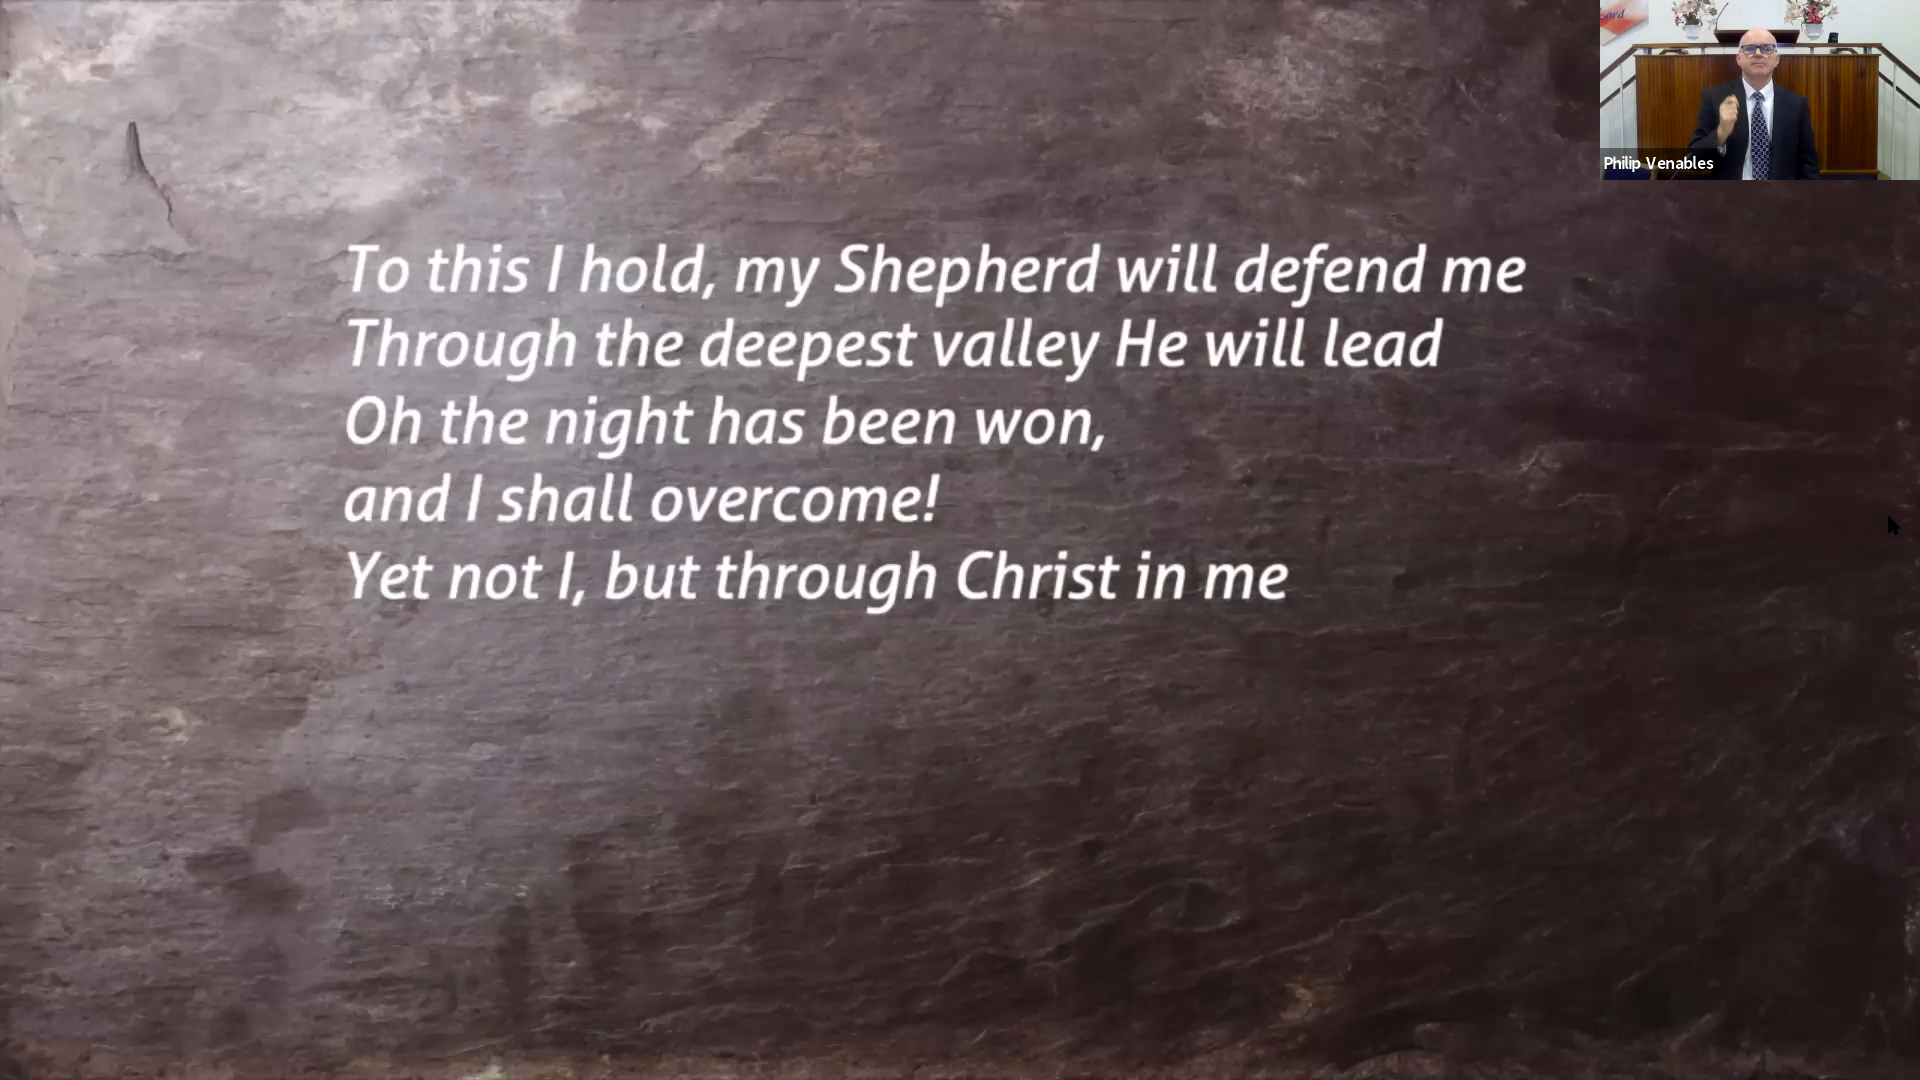 To this I hold, my Shepherd will defend me
Through the deepest valley He will lead
Oh the night has been won,
and I shall overcome!
Yet not I, but through Christ in me
Philip Venables